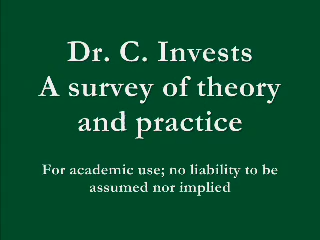 Dr. C. Invests
A survey of theory
and practice
For academic use; no liability to be
assumed nor implied